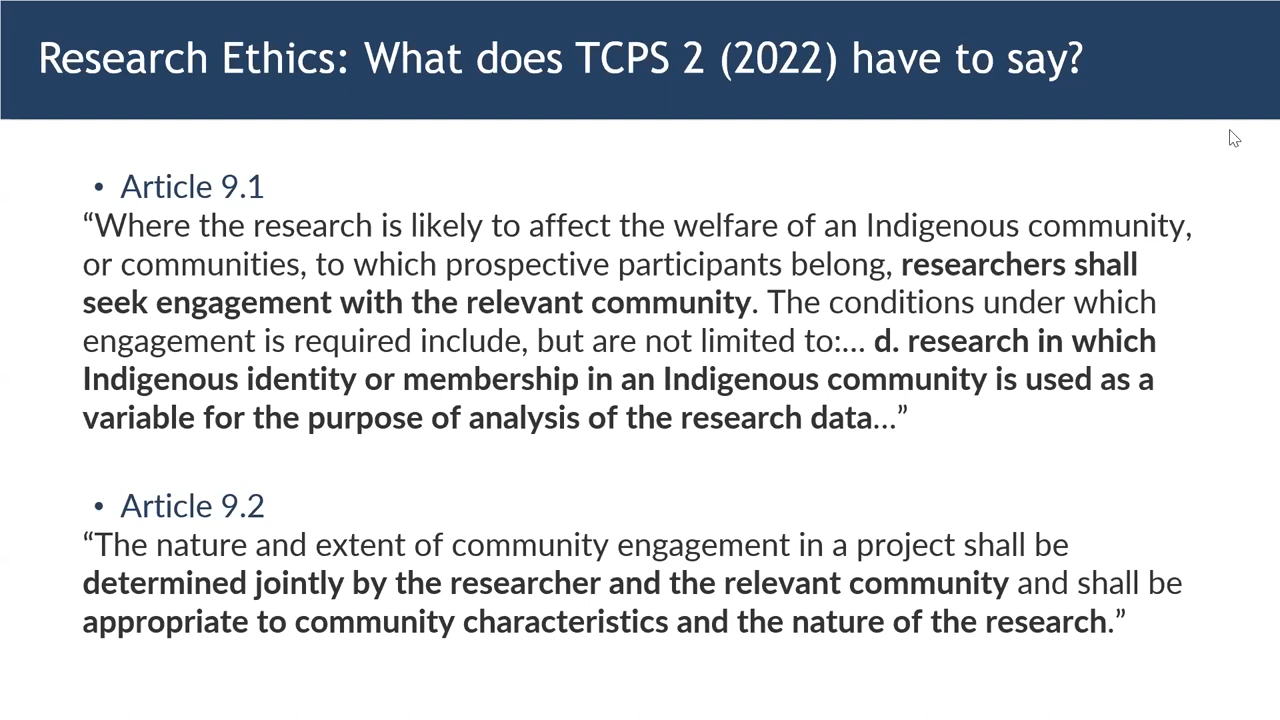 Research Ethics: What does TCPS 2 (2022) have to say?
• Article 9.1
“Where the research is likely to affect the welfare of an Indigenous community,
or communities, to which prospective participants belong, researchers shall
seek engagement with the relevant community. The conditions under which
engagement is required include, but are not limited to:... d. research in which
Indigenous identity or membership in an Indigenous community is used as a
variable for the purpose of analysis of the research data...”
• Article 9.2
“The nature and extent of community engagement in a project shall be
determined jointly by the researcher and the relevant community and shall be
appropriate to community characteristics and the nature of the research.”